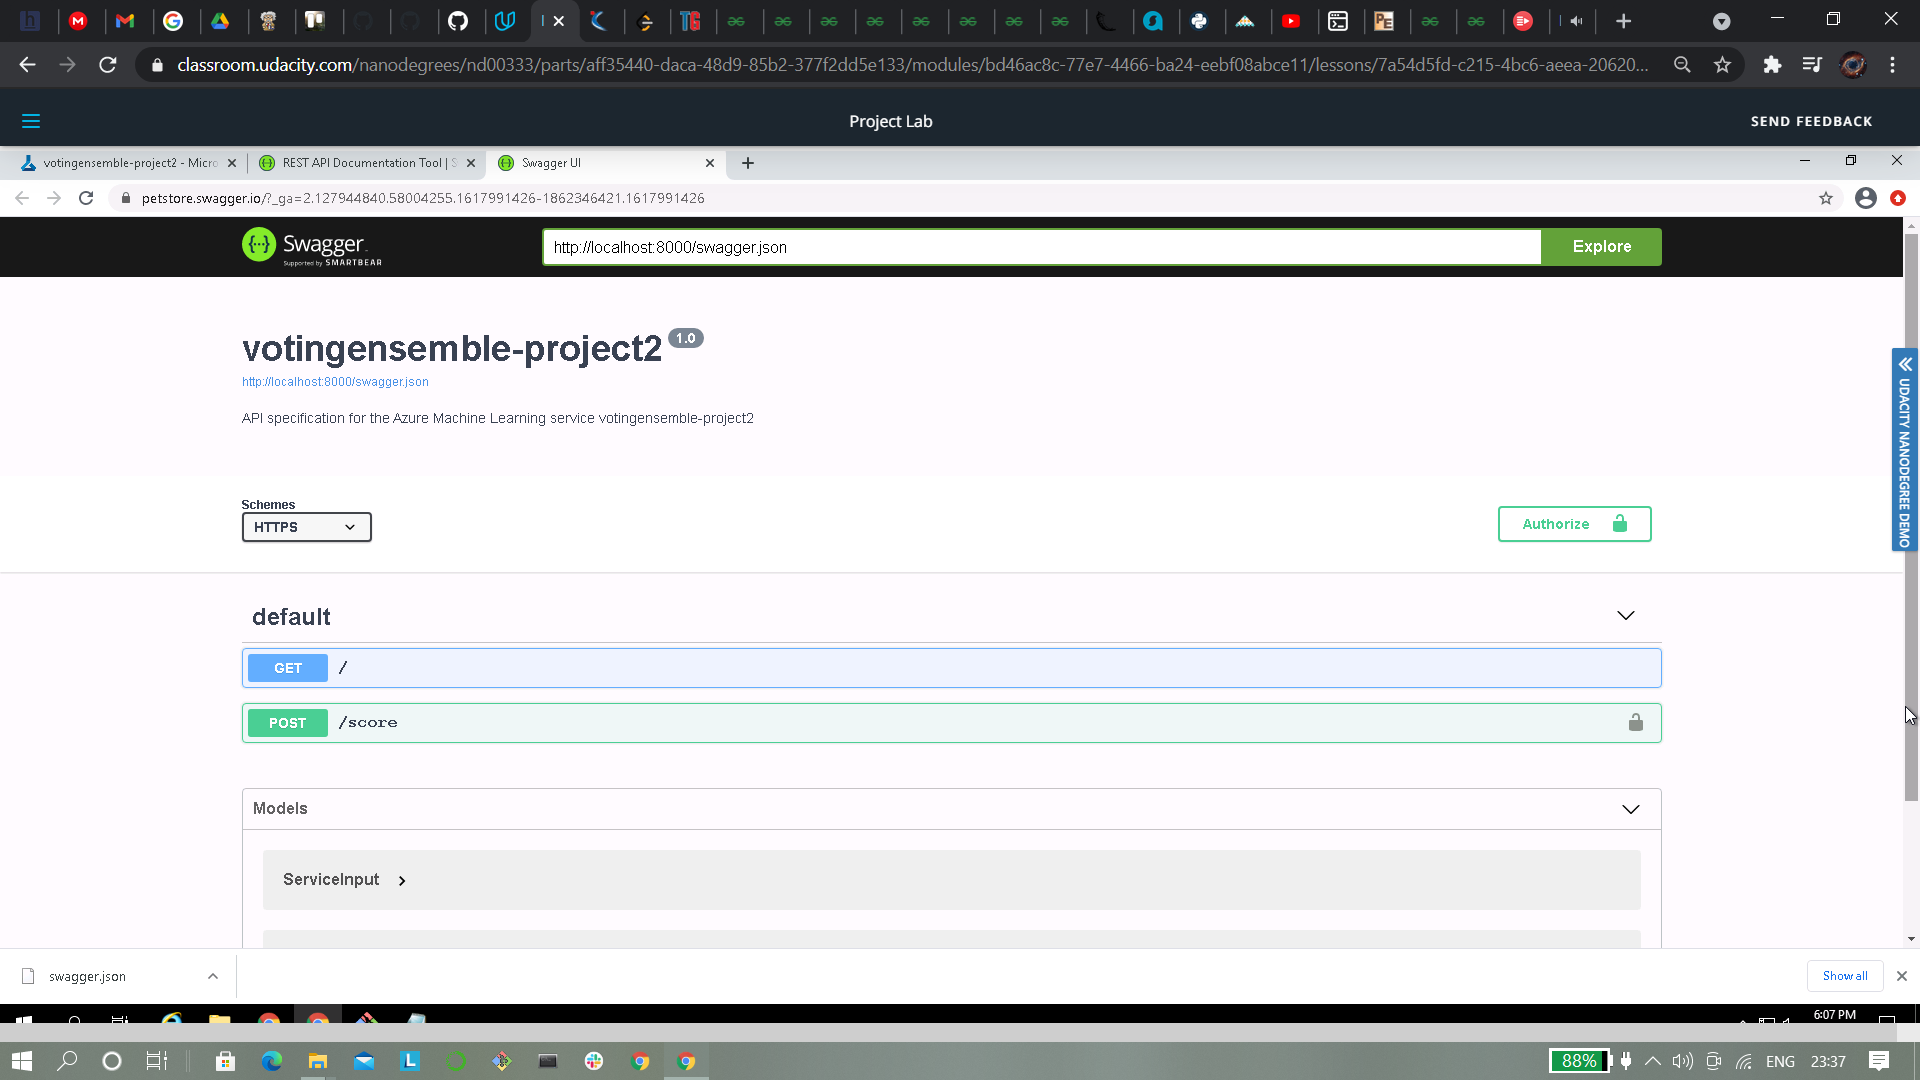 classroom.udacity.com/nanodegrees/nd00333/parts/aff35440-daca-48d9-85b2-377f2dd5e133/modules/bd46ac8c-77e7-4466-ba24-eebf08abce11/lessons/7a54d5fd-c215-4bc6-aeea-20620...
Project Lab
SEND FEEDBACK
votingensemble-project2 - Micro
REST API Documentation Tool | S
Swagger UI
petstore.swagger.io/?_ga=2.127944840.58004255.1617991426-1862346421.1617991426
Swagger
Supported by SMARTBEAR
http://localhost:8000/swagger.json
Explore
votingensemble-project2 1.0
http://localhost:8000/swagger.json
API specification for the Azure Machine Learning service votingensemble-project2
UDACITY NANODEGREE DEMO
Schemes
HTTPS
Authorize
default
GET /
POST /score
Models
ServiceInput
swagger.json
Show all
6:07 PM
88%
ENG
23:37